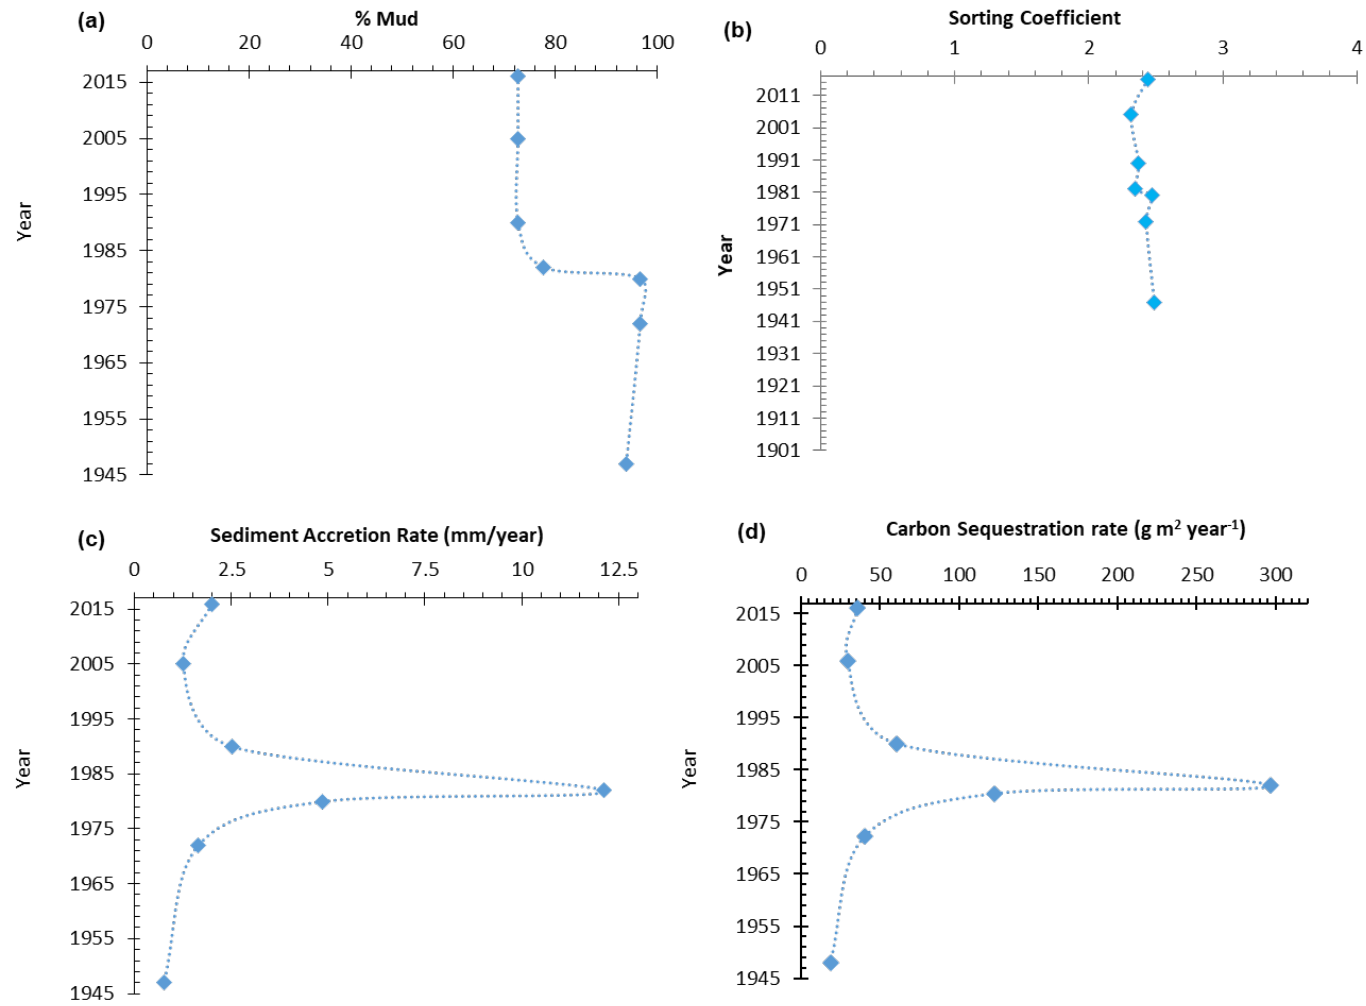 (a)
% Mud
0 20 40 60 80 100
2015
2005
1995
1985
1975
1965
1955
1945
Year
(b)
Sorting Coefficient
0 1 2 3 4
2011
2001
1991
1981
1971
1961
1951
1941
1931
1921
1911
1901
Year
(c)
Sediment Accretion Rate (mm/year)
0 2.5 5 7.5 10 12.5
2015
2005
1995
1985
1975
1965
1955
1945
Year
(d)
Carbon Sequestration rate (g m² year⁻¹)
0 50 100 150 200 250 300
2015
2005
1995
1985
1975
1965
1955
1945
Year